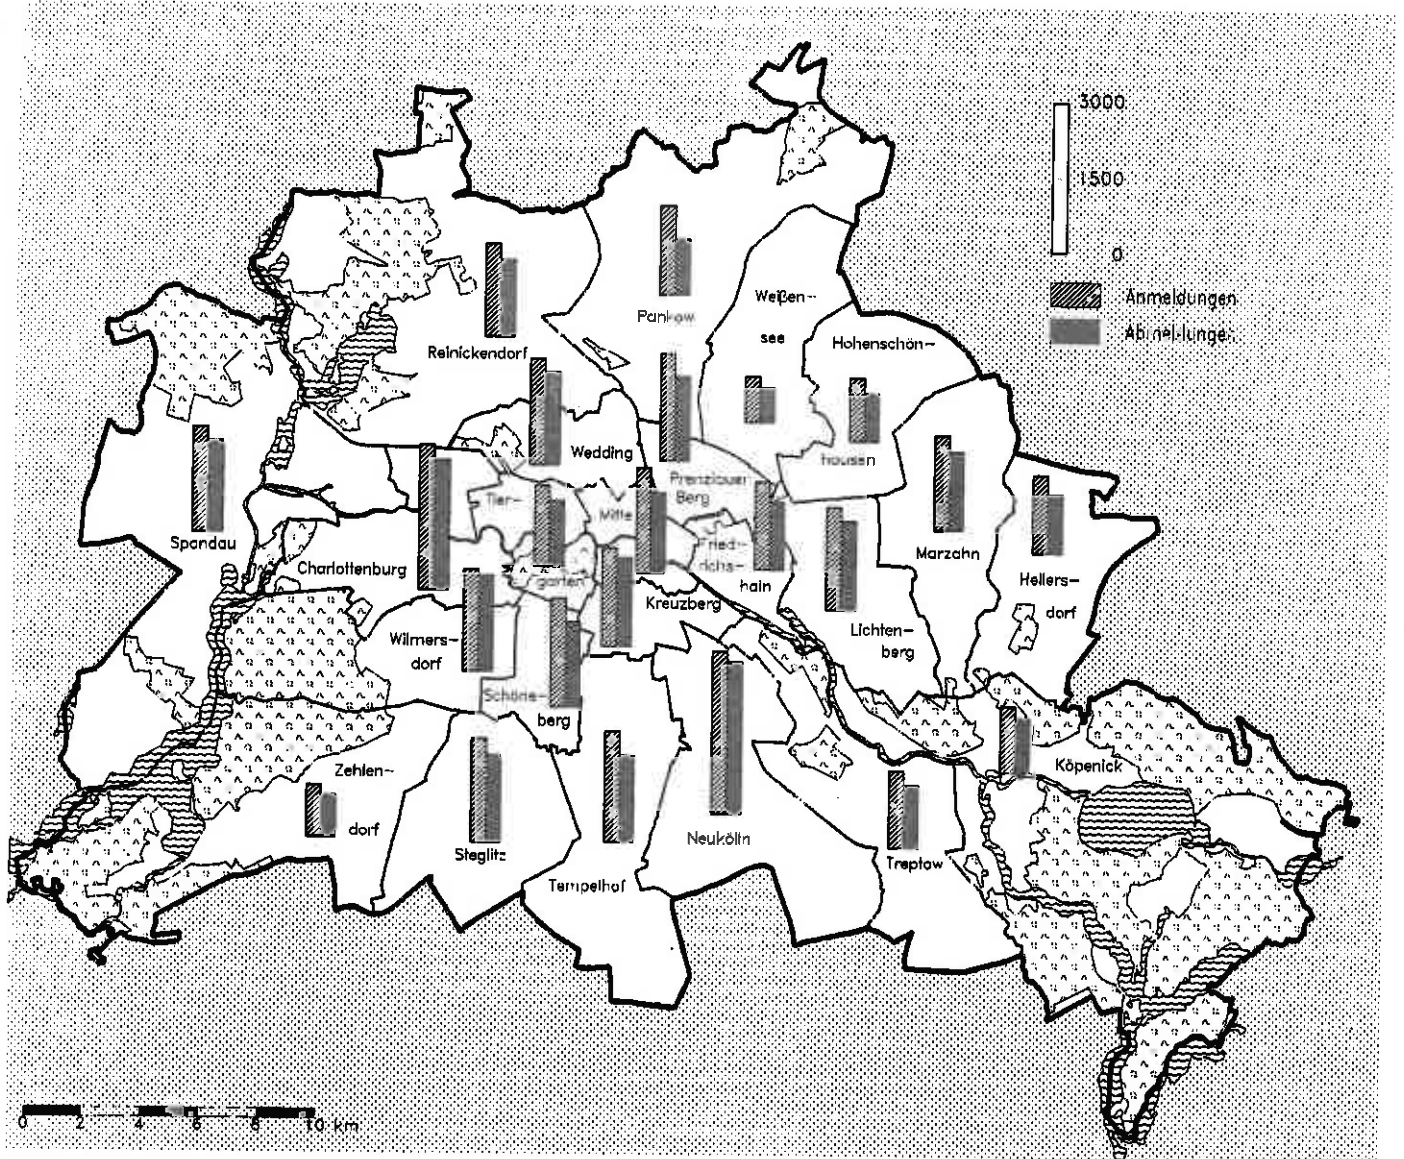 3000
1500
0
Anmeldungen
Pankow
Weißen-
see
Hohenschön-
hausen
Reinickendorf
Wedding
Prenzlauer
Berg
Tier-
garten
Mitte
Fried-
richs-
hain
Spandau
Charlottenburg
Marzahn
Hellers-
dorf
Kreuzberg
Lichten-
berg
Wilmers-
dorf
Schöne-
berg
Zehlen-
dorf
Steglitz
Tempelhof
Neukölln
Treptow
Köpenick
0 2 4 6 8 10 km